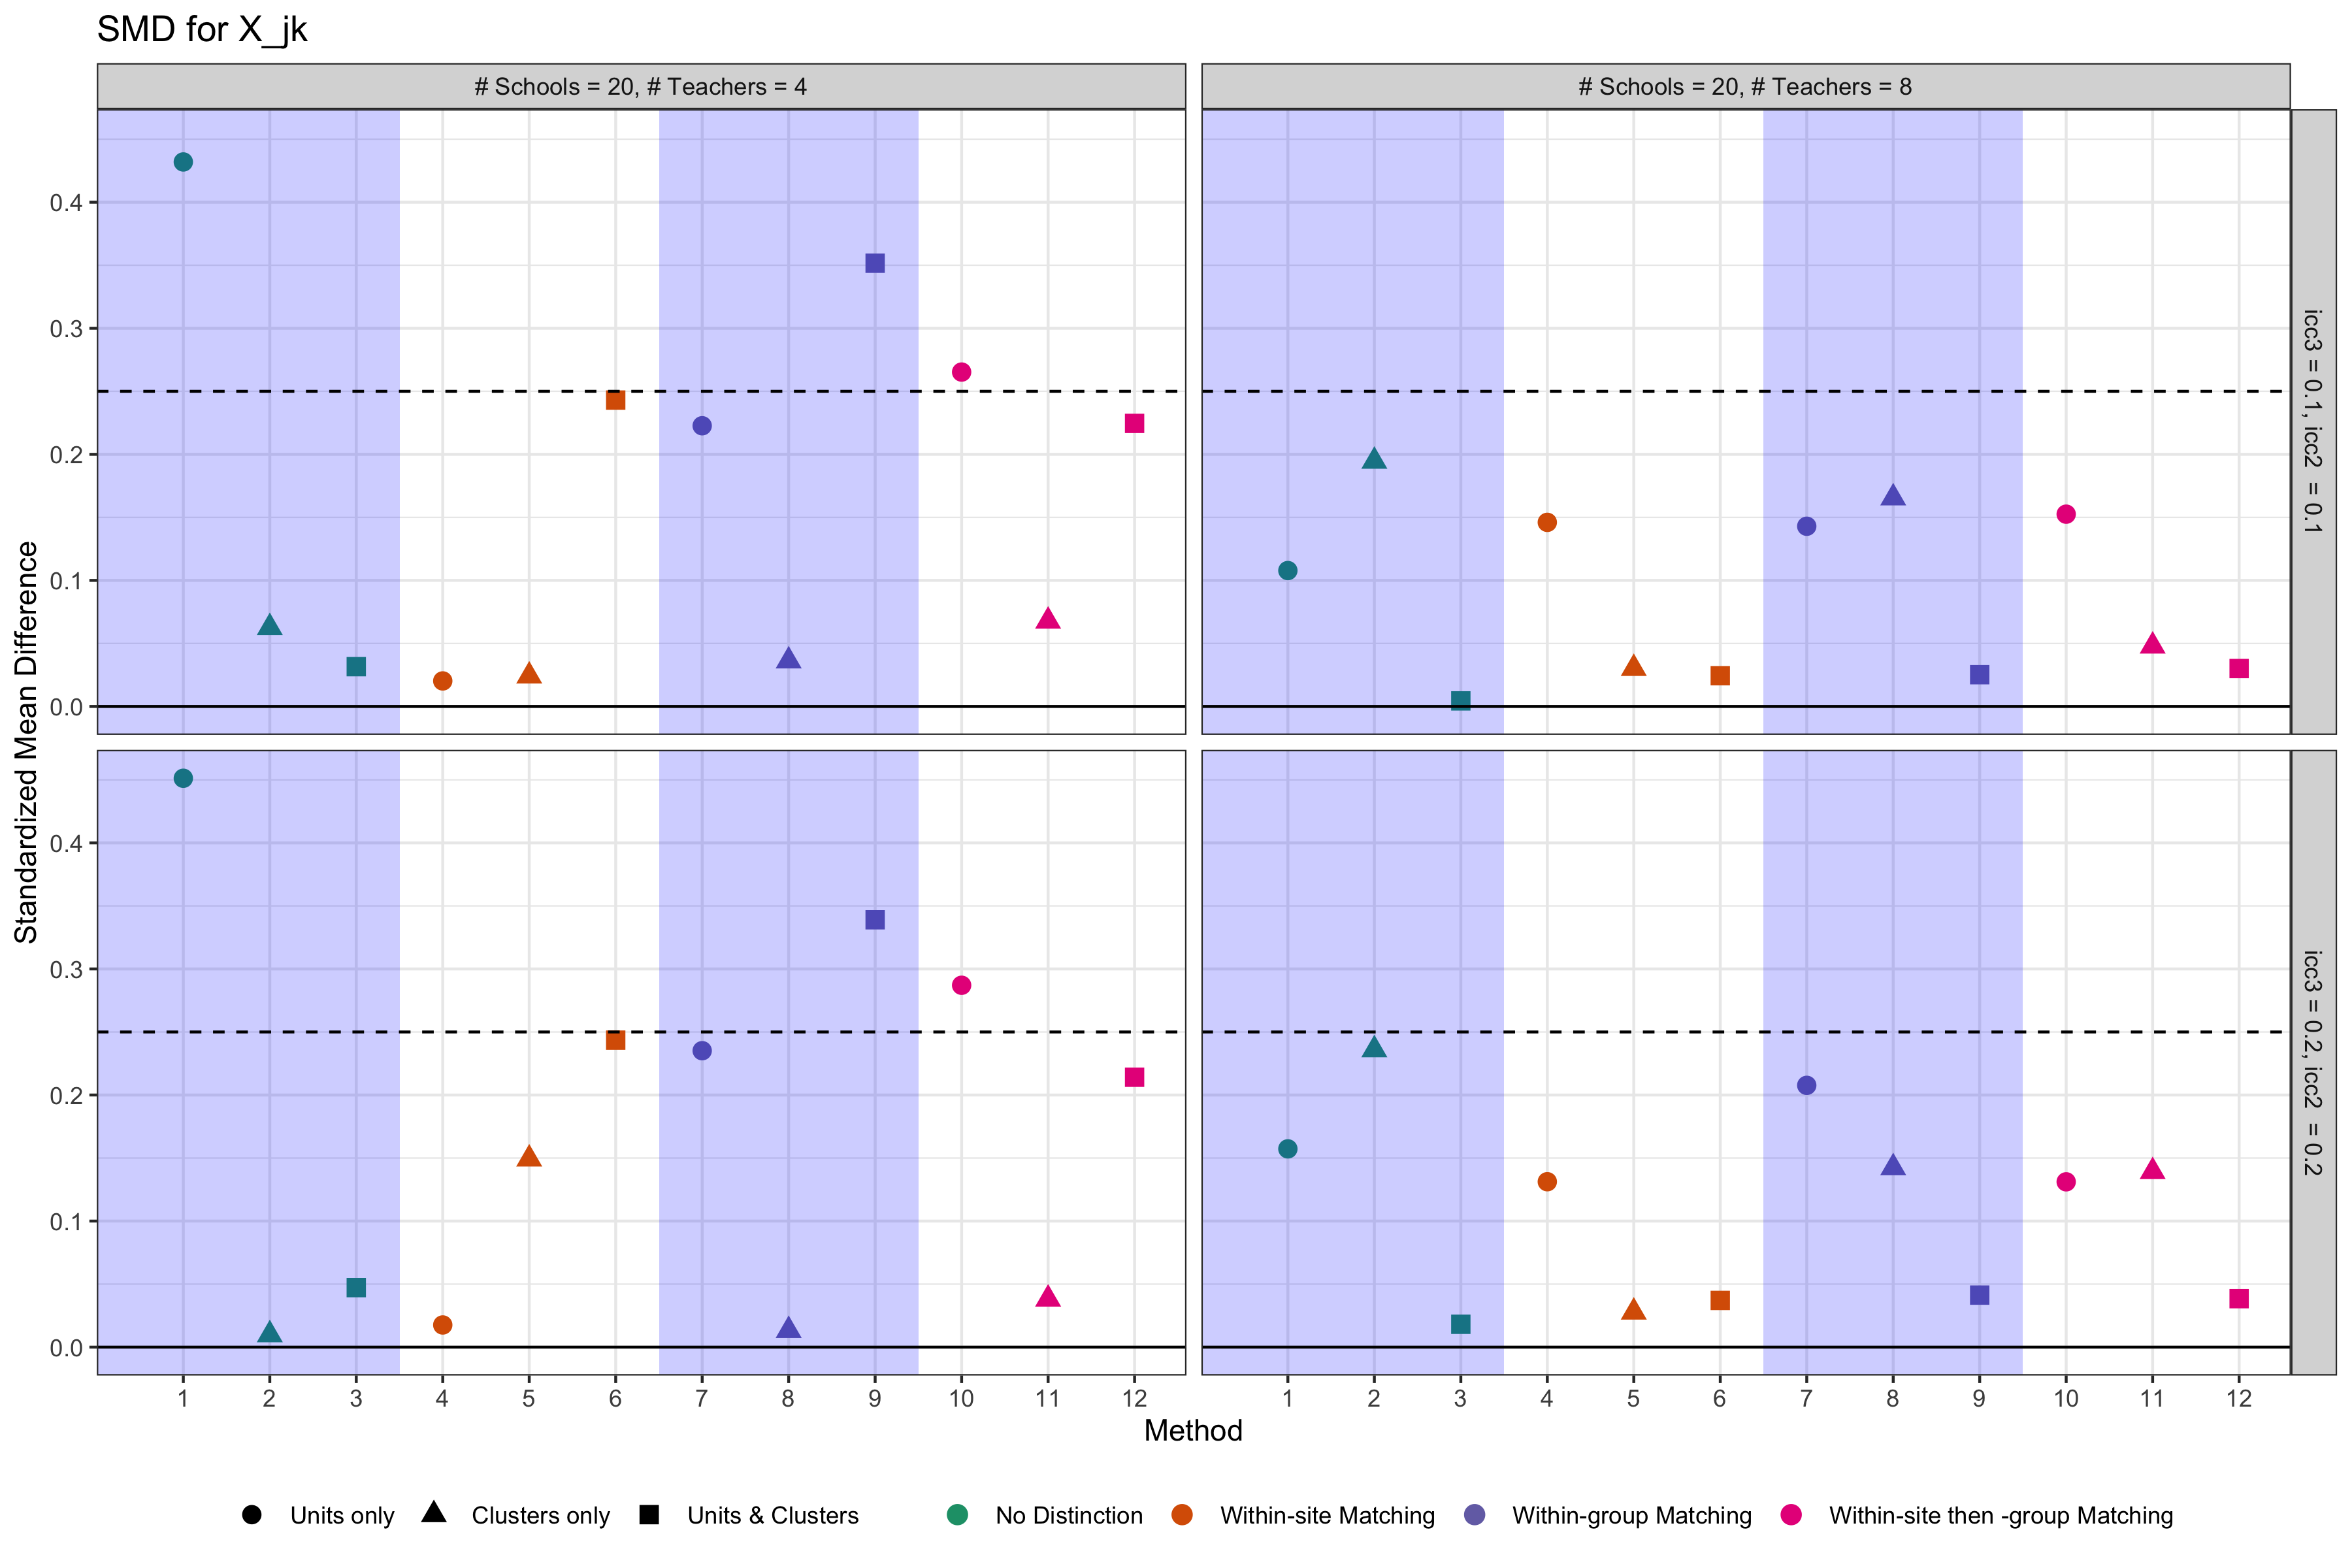 SMD for X_jk
# Schools = 20, # Teachers = 4
# Schools = 20, # Teachers = 8
0.4
0.3
0.2
0.1
0.0
icc3 = 0.1, icc2 = 0.1
Standardized Mean Difference
0.4
0.3
0.2
0.1
0.0
icc3 = 0.2, icc2 = 0.2
1 2 3 4 5 6 7 8 9 10 11 12
1 2 3 4 5 6 7 8 9 10 11 12
Method
Units only Clusters only Units & Clusters No Distinction Within-site Matching Within-group Matching Within-site then -group Matching